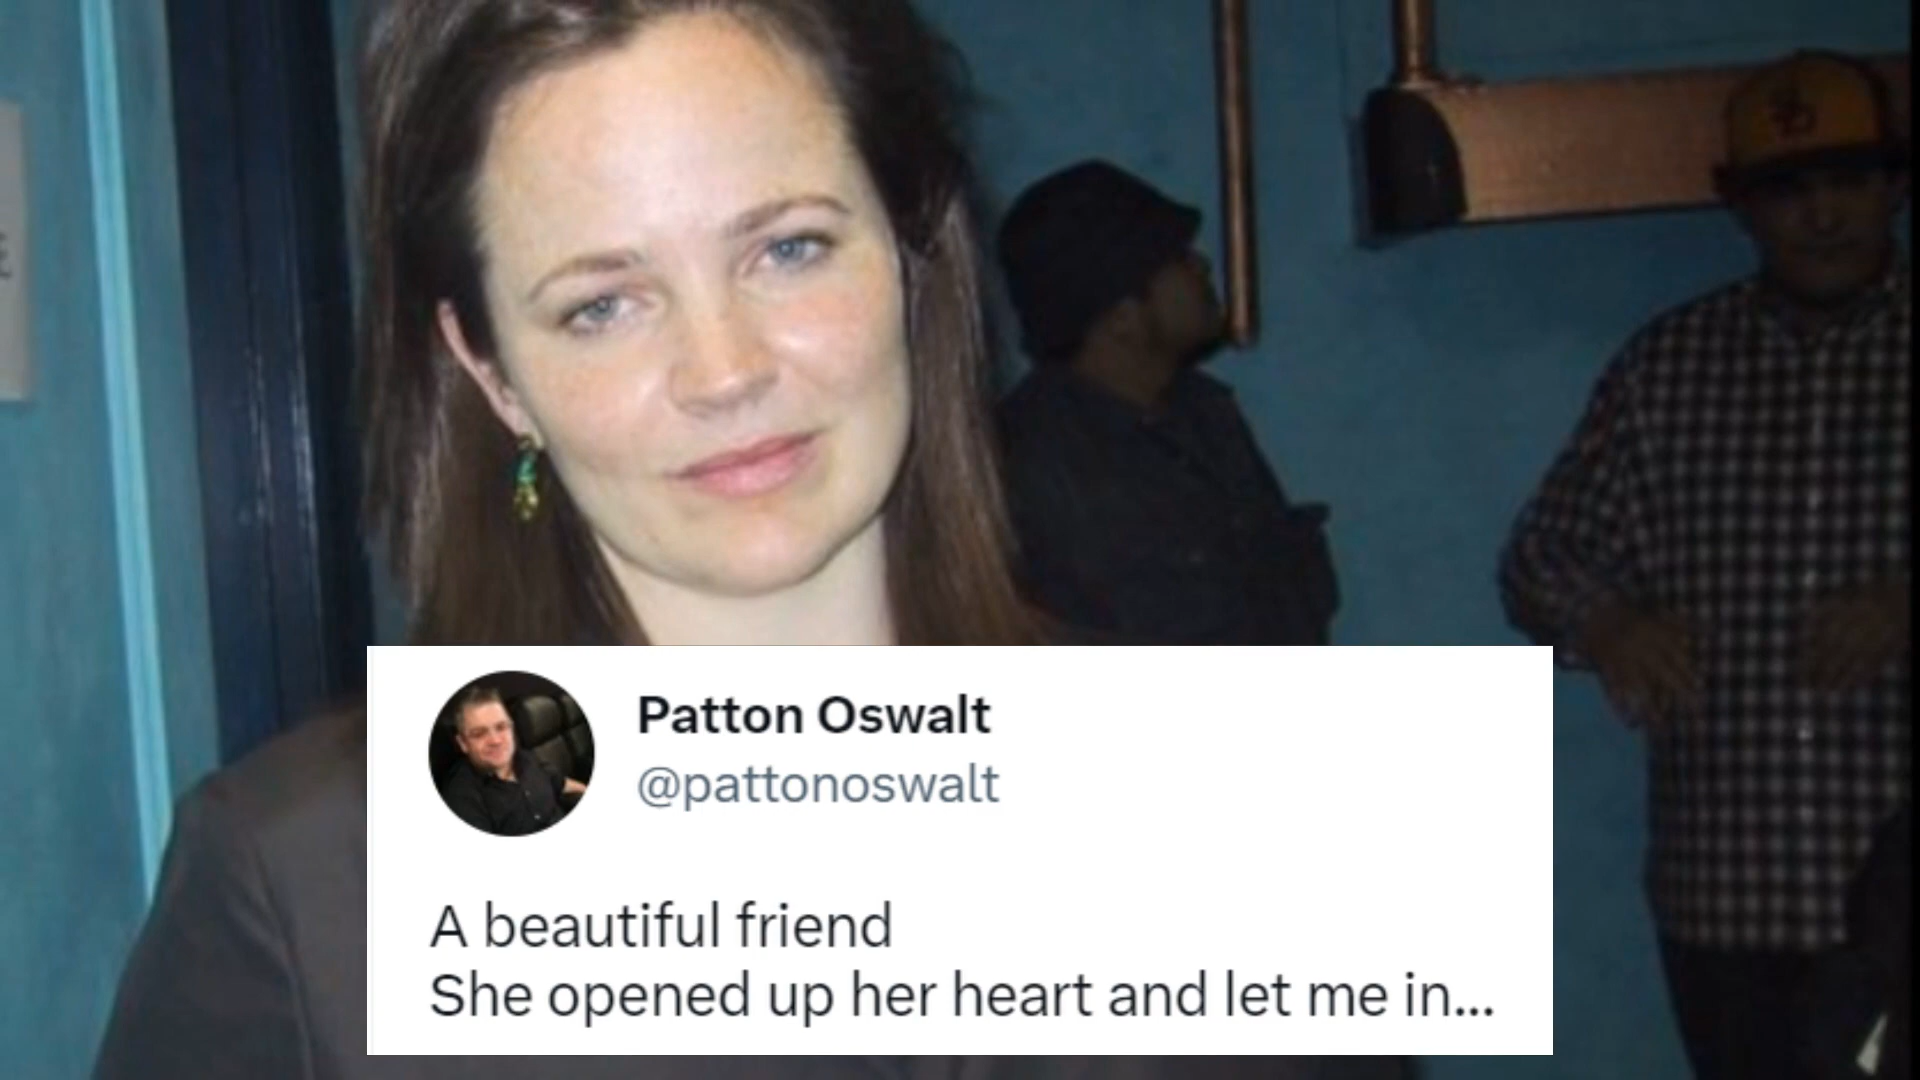 Patton Oswalt
@pattonoswalt
A beautiful friend
She opened up her heart and let me in...